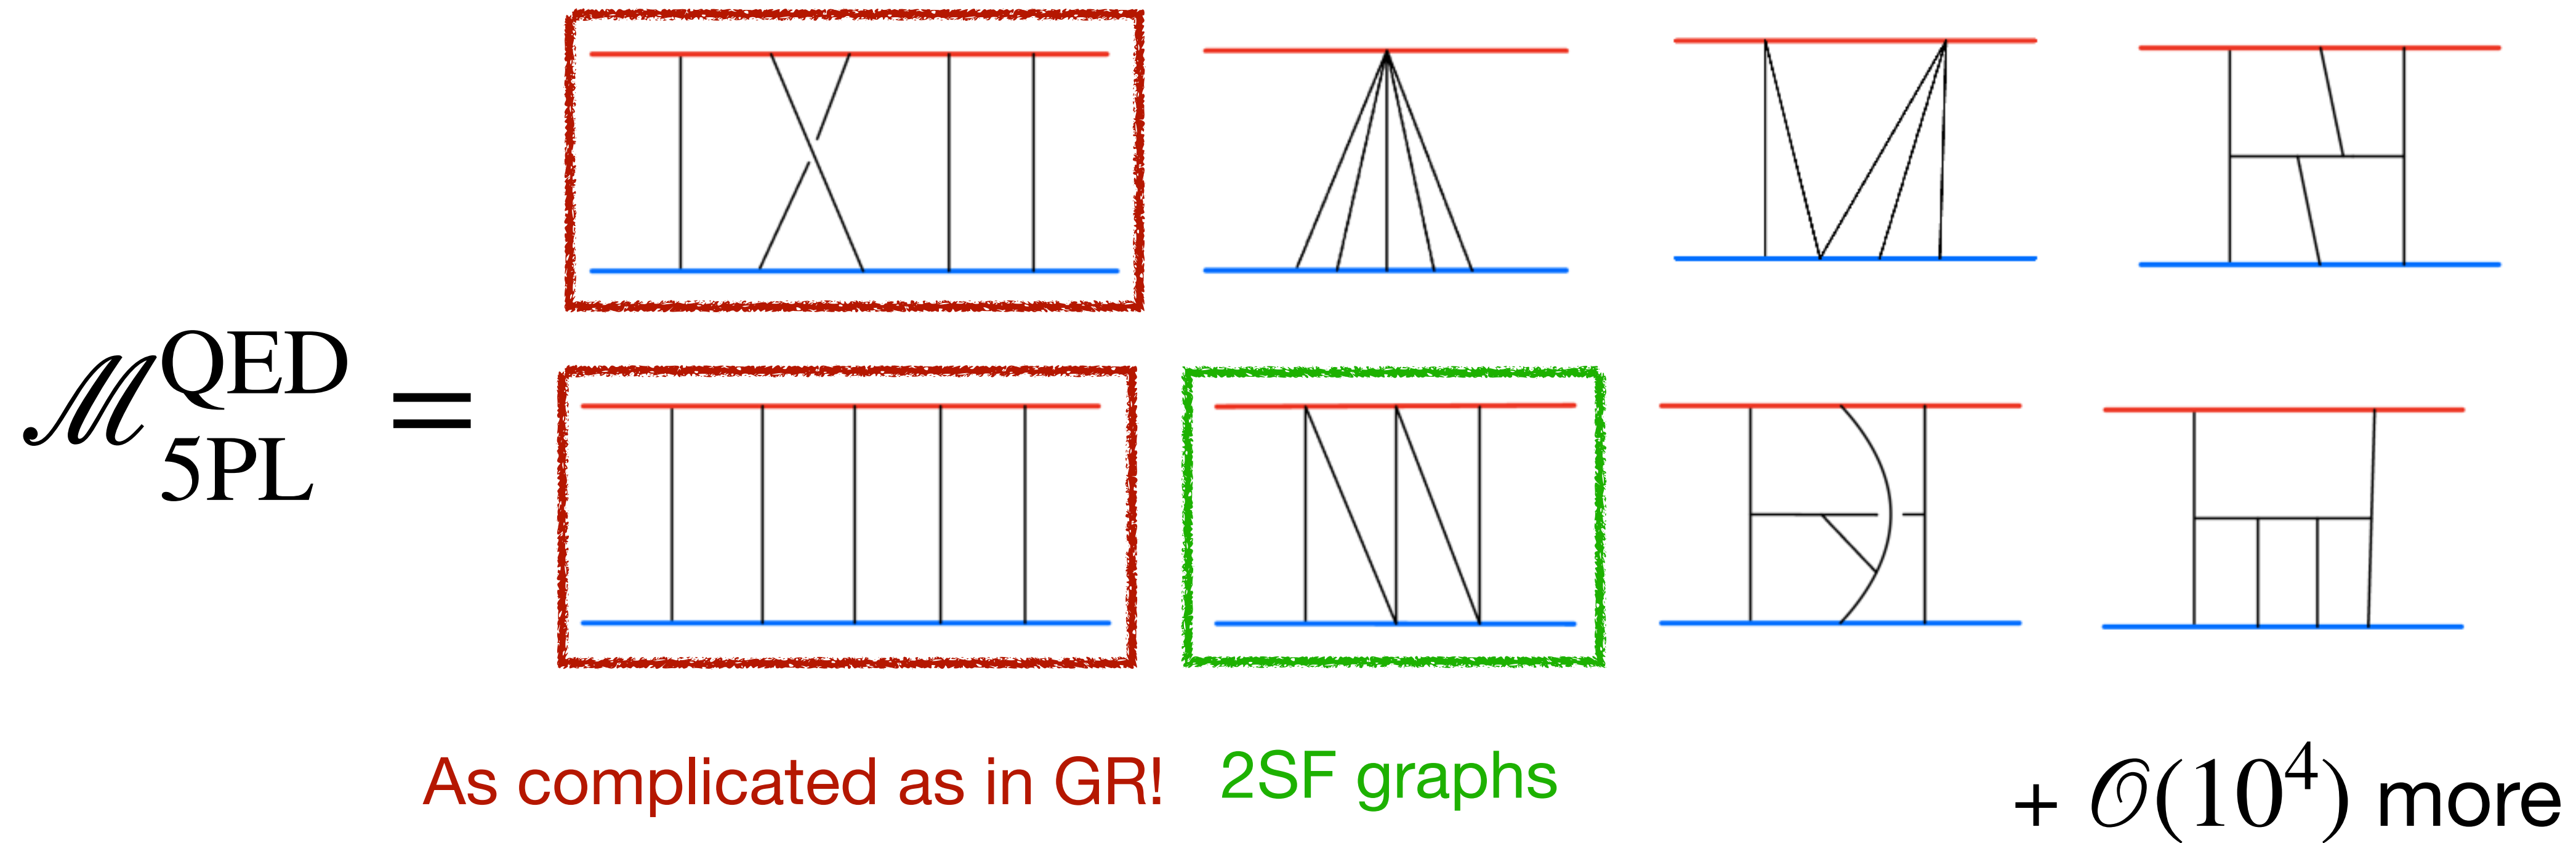 ℳ^QED_5PL =
As complicated as in GR!
2SF graphs
+ 𝒪(10^4) more